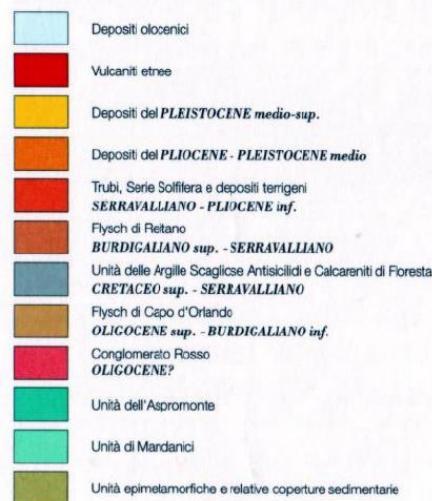 Depositi olocenici
Vulcaniti etnee
Depositi del PLEISTOCENE medio-sup.
Depositi del PLIOCENE - PLEISTOCENE medio
Trubi, Serie Solfifera e depositi terrigeni
SERRAVALLIANO - PLIOCENE inf.
Flysch di Reitano
BURDIGALIANO sup. - SERRAVALLIANO
Unità delle Argille Scagliose Antisicilidi e Calcareniti di Floresta
CRETACEO sup. - SERRAVALLIANO
Flysch di Capo d'Orlando
OLIGOCENE sup. - BURDIGALIANO inf.
Conglomerato Rosso
OLIGOCENE?
Unità dell'Aspromonte
Unità di Mandanici
Unità epimetamorfiche e relative coperture sedimentarie